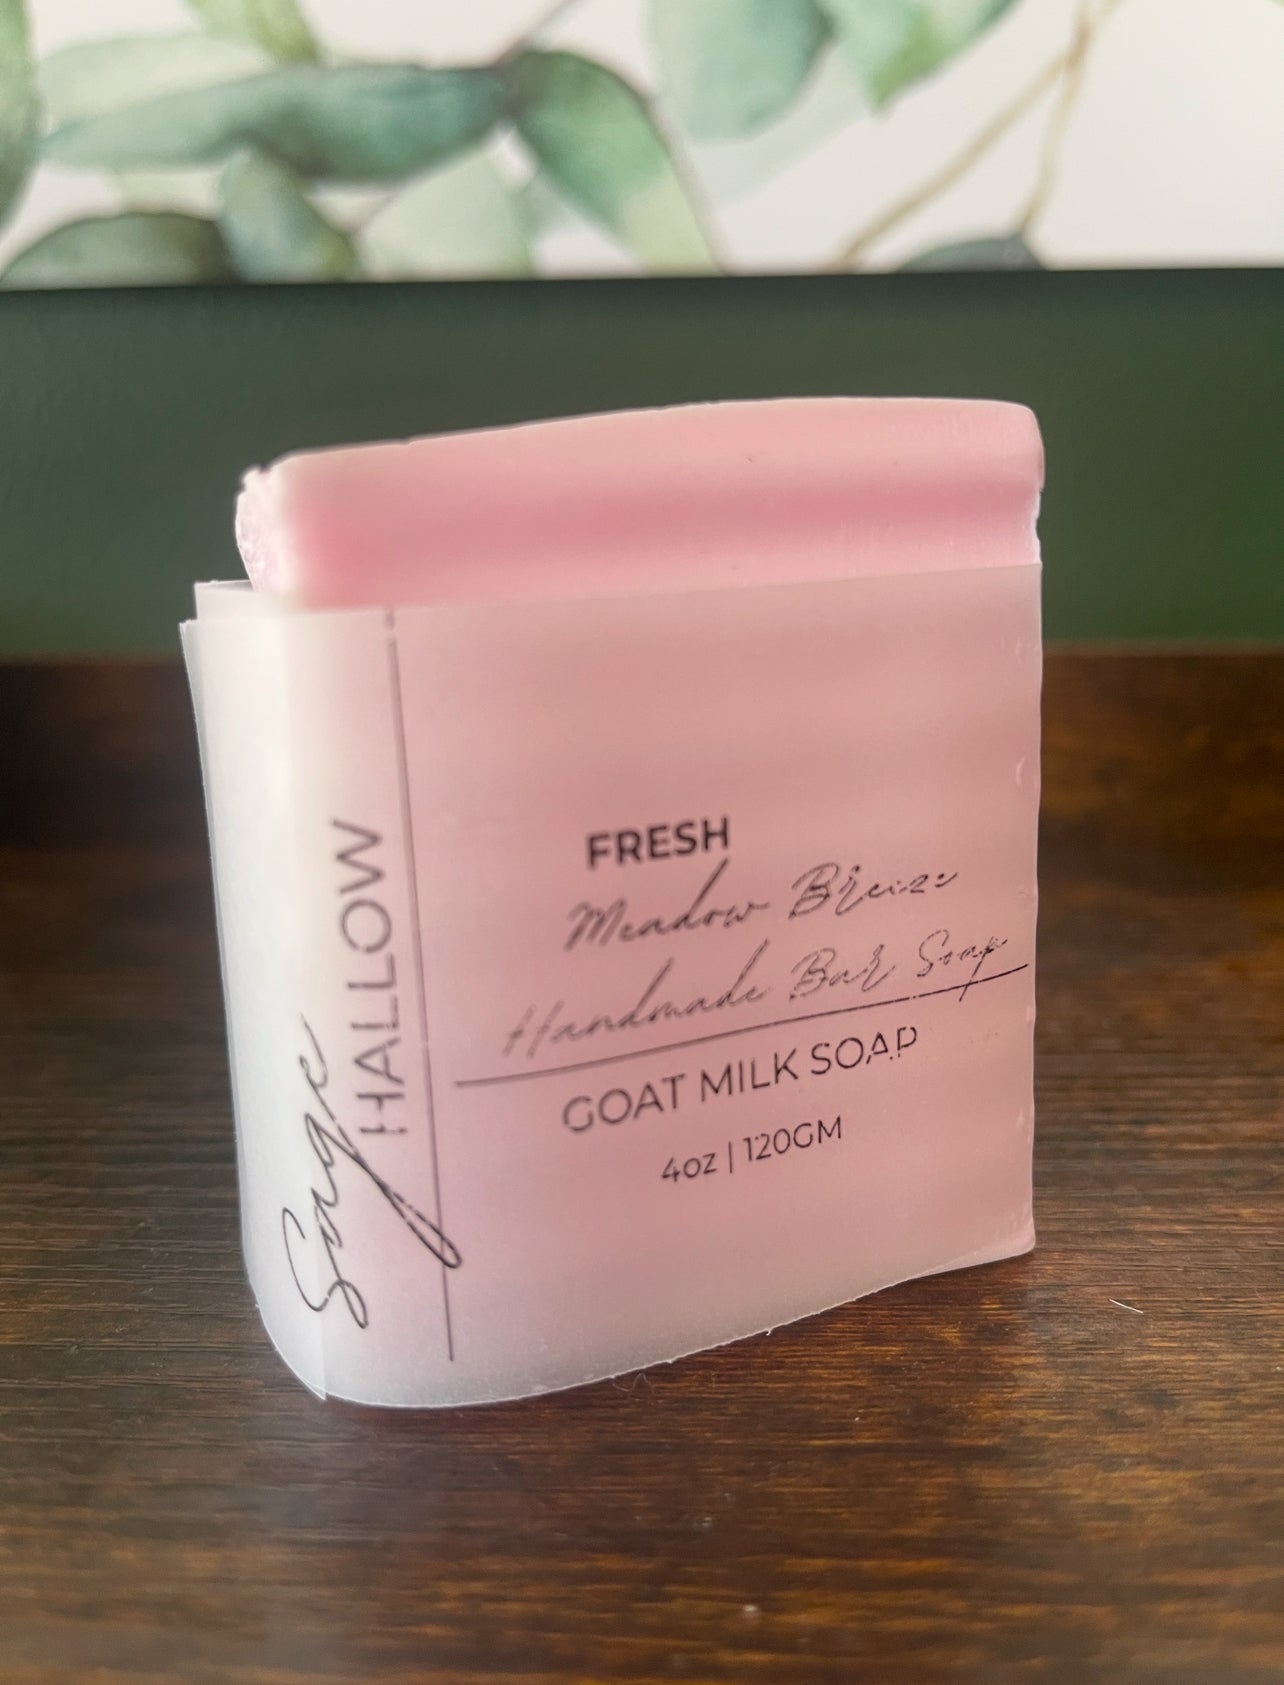 Sage
HALLOW
FRESH
Meadow Breeze
Handmade Bar Soap
GOAT MILK SOAP
4oz | 120GM